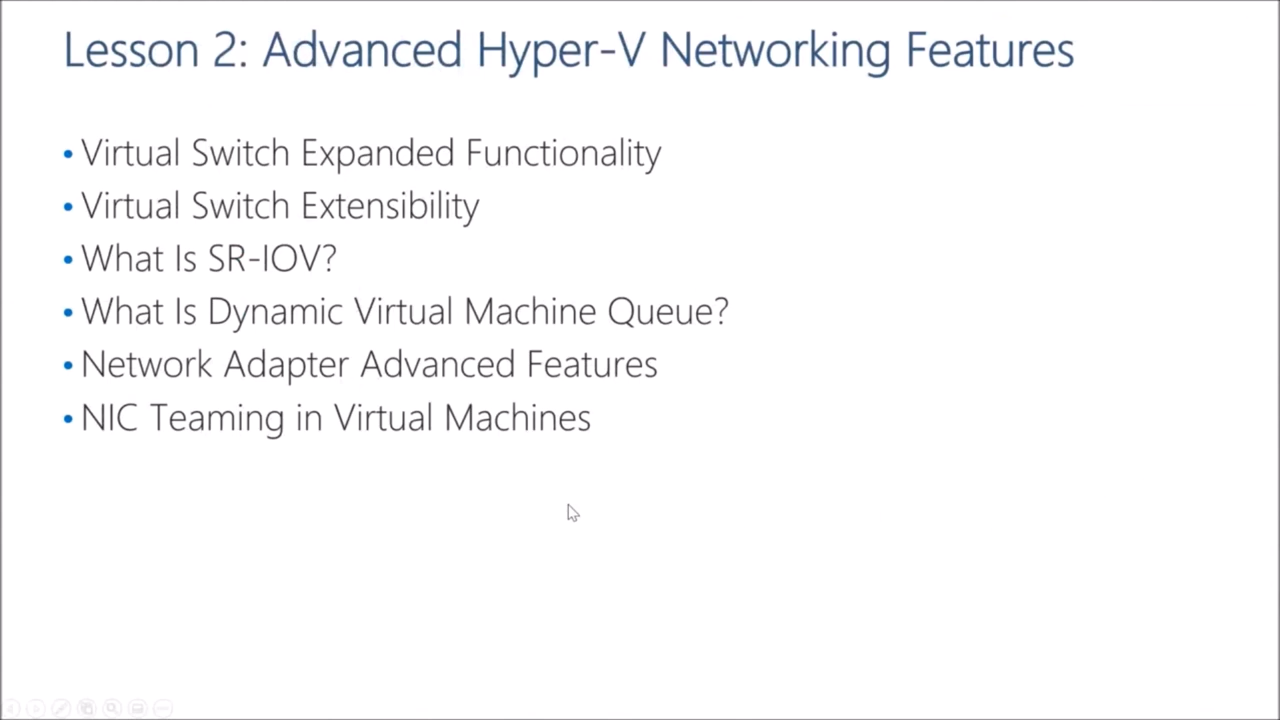 Lesson 2: Advanced Hyper-V Networking Features
• Virtual Switch Expanded Functionality
• Virtual Switch Extensibility
• What Is SR-IOV?
• What Is Dynamic Virtual Machine Queue?
• Network Adapter Advanced Features
• NIC Teaming in Virtual Machines